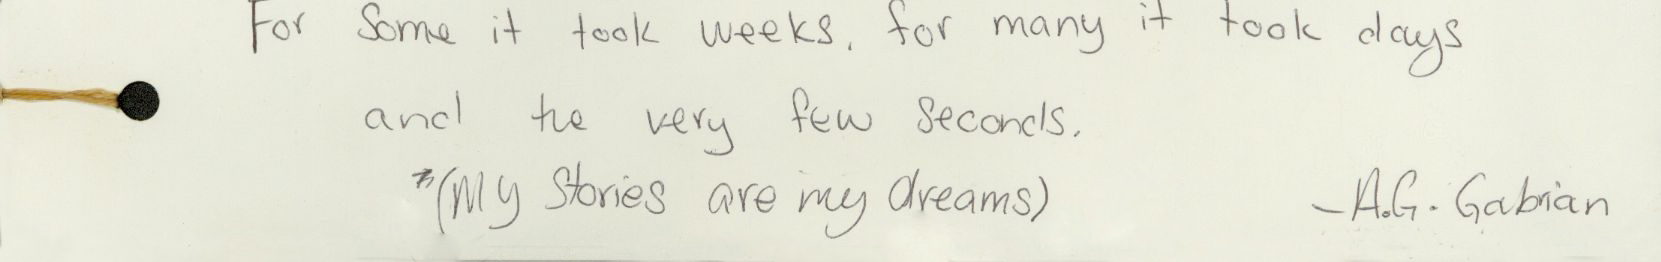 For some it took weeks, for many it took days
and the very few seconds.
*(My Stories are my dreams) -A.G. Gabrian